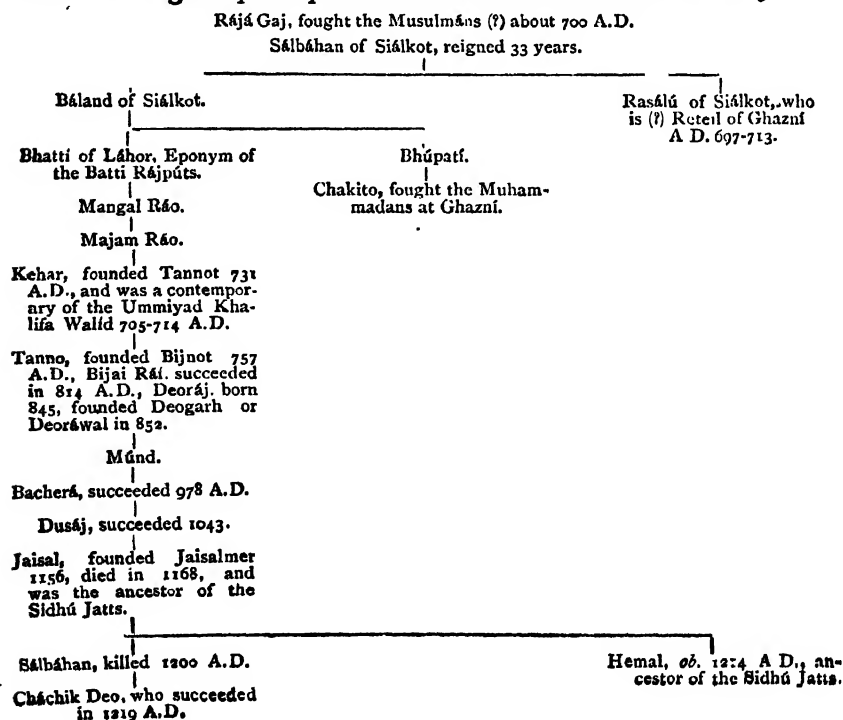 Rájá Gaj, fought the Musulmáns (?) about 700 A.D.
Sálbáhan of Siálkot, reigned 33 years.
Báland of Siálkot.
Rasálú of Siálkot, who
is (?) Reteil of Ghazní
A D. 697-713.
Bhatti of Láhor, Eponym of
the Batti Rájpúts.
Bhúpatí.
Chakito, fought the Muham-
madans at Ghazní.
Mangal Ráo.
Majam Ráo.
Kehar, founded Tannot 731
A.D., and was a contempor-
ary of the Ummiyad Kha-
lifa Walíd 705-714 A.D.
Tanno, founded Bijnot 757
A.D., Bijai Ráí. succeeded
in 814 A.D., Deoráj. born
845, founded Deogarh or
Deoráwal in 852.
Múnd.
Bacherá, succeeded 978 A.D.
Dusáj, succeeded 1043.
Jaisal, founded Jaisalmer
1156, died in 1168, and
was the ancestor of the
Sidhú Jatts.
Sálbáhan, killed 1200 A.D.
Hemal, ob. A D., an-
cestor of the Sidhú Jatts.
Cháchik Deo, who succeeded
in 1219 A.D.